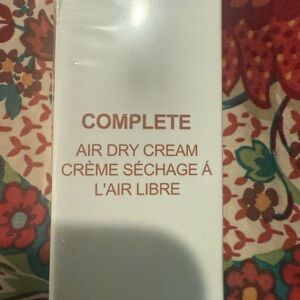 COMPLETE
AIR DRY CREAM
CRÈME SÉCHAGE Á
L'AIR LIBRE